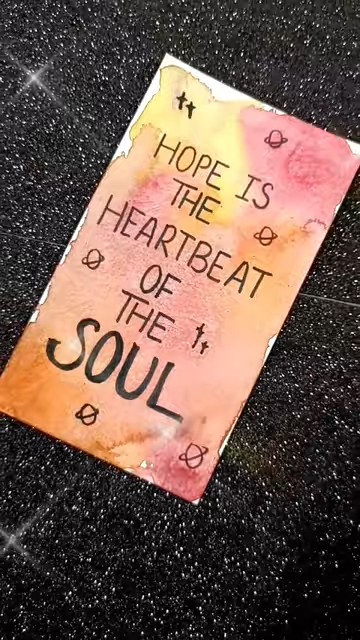 HOPE IS
THE
HEARTBEAT
OF
THE
SOUL